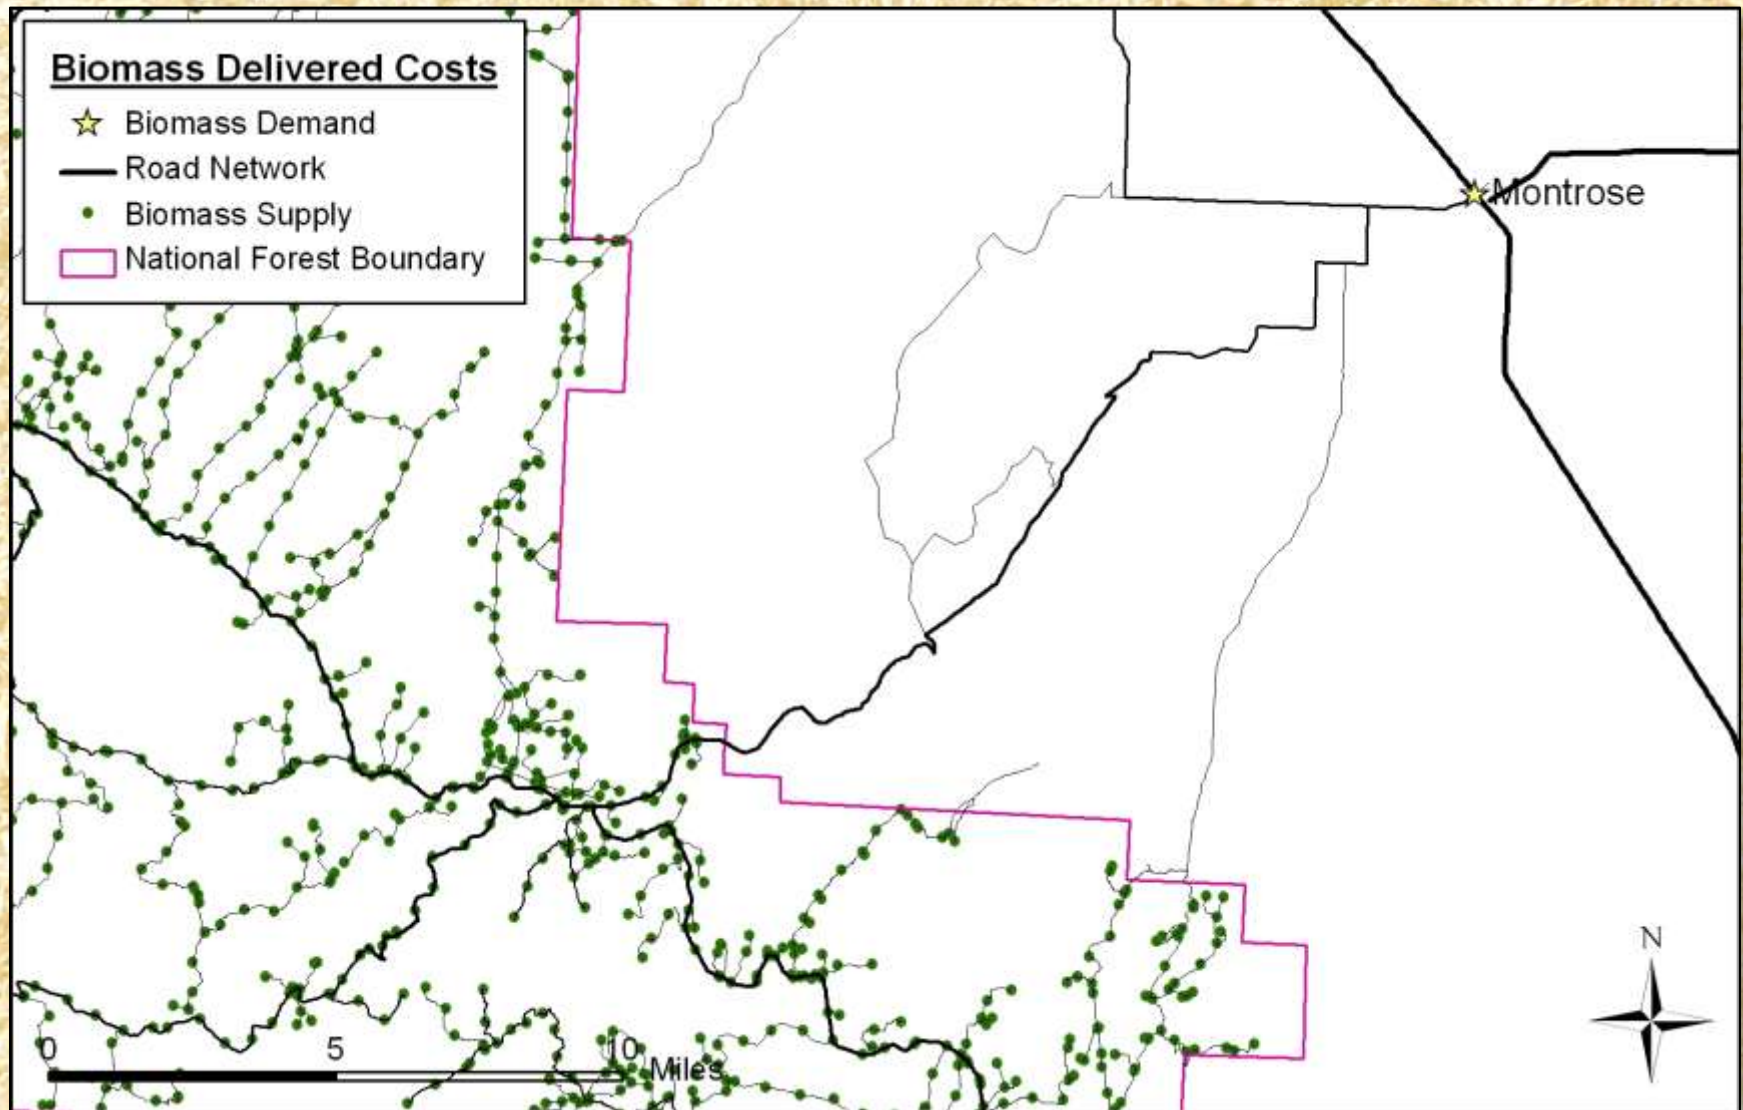 Biomass Delivered Costs
Biomass Demand
Road Network
Biomass Supply
National Forest Boundary
Montrose
N
0 5 10 Miles